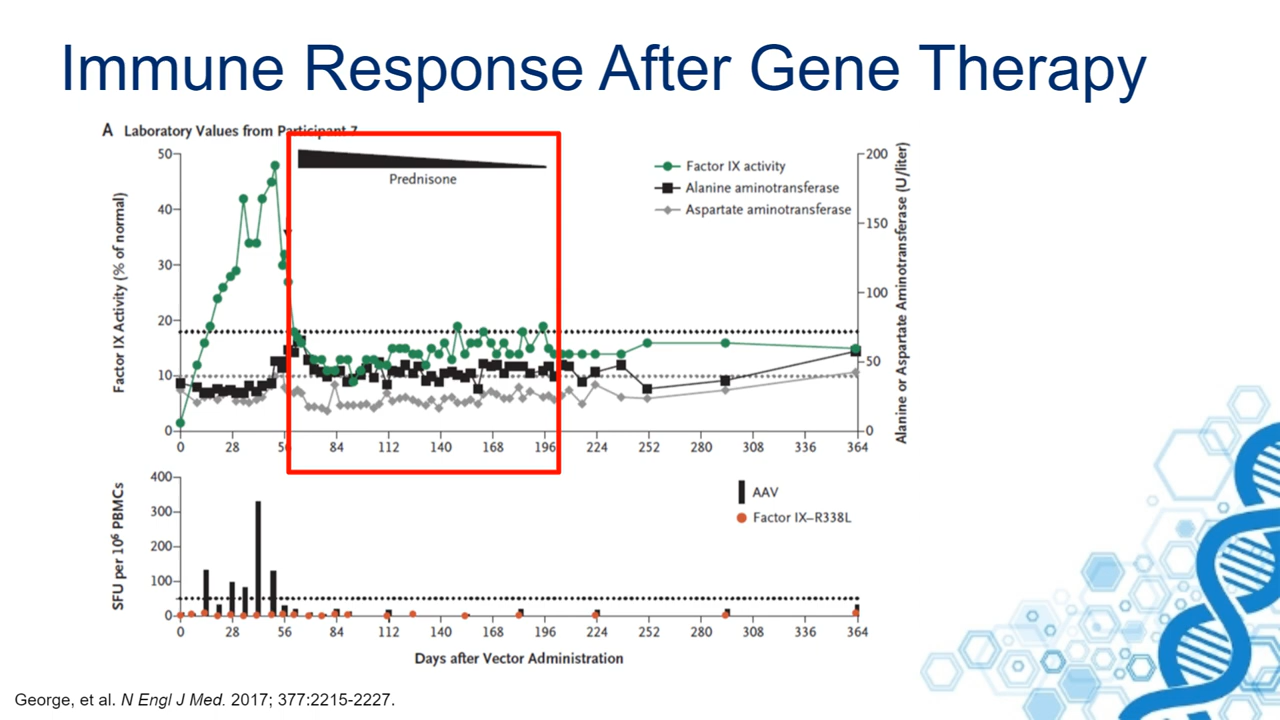 Immune Response After Gene Therapy
A Laboratory Values from Participant 7
Prednisone
Factor IX activity
Alanine aminotransferase
Aspartate aminotransferase
Factor IX Activity (% of normal)
50
40
30
20
10
0
Alanine or Aspartate Aminotransferase (U/liter)
200
150
100
50
0
0 28 56 84 112 140 168 196 224 252 280 308 336 364
SFU per 10⁶ PBMCs
400
300
200
100
0
AAV
Factor IX–R338L
0 28 56 84 112 140 168 196 224 252 280 308 336 364
Days after Vector Administration
George, et al. N Engl J Med. 2017; 377:2215-2227.